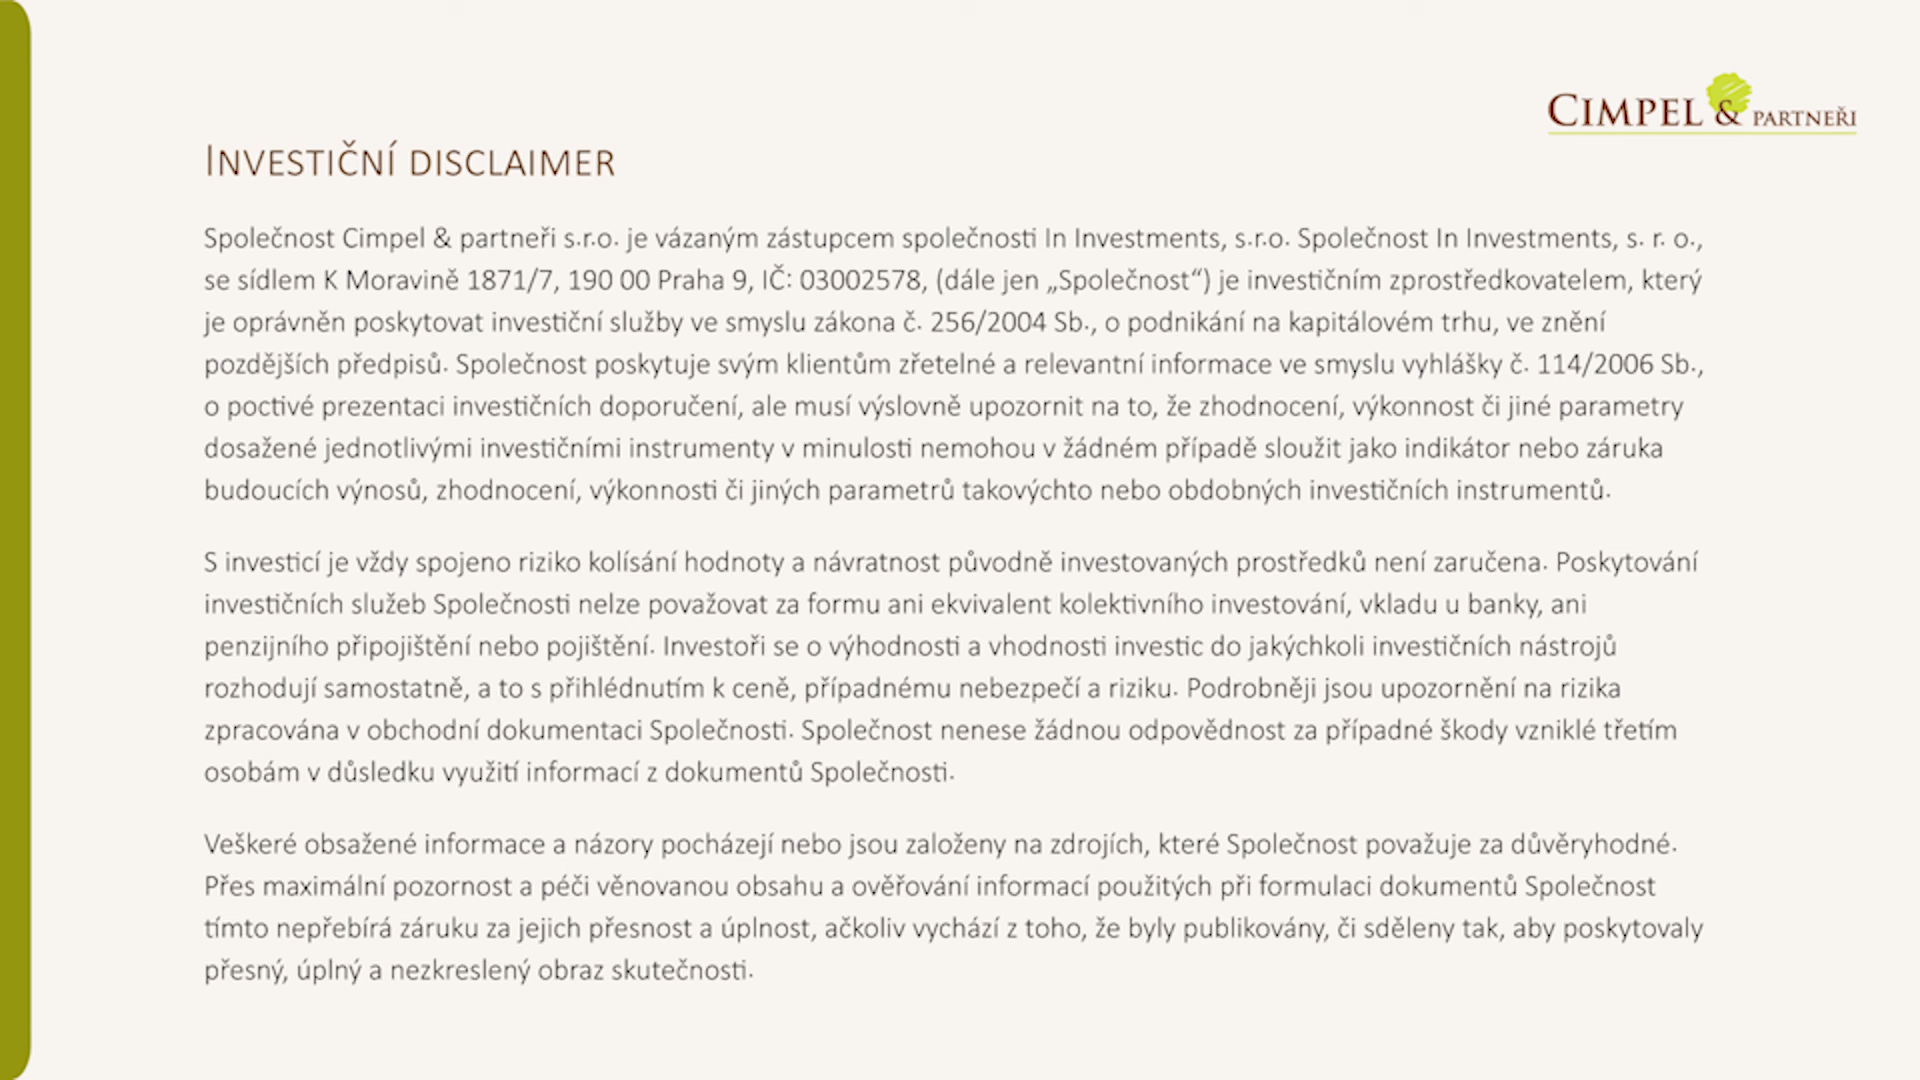 CIMPEL & PARTNEŘI
INVESTIČNÍ DISCLAIMER
Společnost Cimpel & partneři s.r.o. je vázaným zástupcem společnosti In Investments, s.r.o. Společnost In Investments, s. r. o.,
se sídlem K Moravině 1871/7, 190 00 Praha 9, IČ: 03002578, (dále jen „Společnost“) je investičním zprostředkovatelem, který
je oprávněn poskytovat investiční služby ve smyslu zákona č. 256/2004 Sb., o podnikání na kapitálovém trhu, ve znění
pozdějších předpisů. Společnost poskytuje svým klientům zřetelné a relevantní informace ve smyslu vyhlášky č. 114/2006 Sb.,
o poctivé prezentaci investičních doporučení, ale musí výslovně upozornit na to, že zhodnocení, výkonnost či jiné parametry
dosažené jednotlivými investičními instrumenty v minulosti nemohou v žádném případě sloužit jako indikátor nebo záruka
budoucích výnosů, zhodnocení, výkonnosti či jiných parametrů takovýchto nebo obdobných investičních instrumentů.
S investicí je vždy spojeno riziko kolísání hodnoty a návratnost původně investovaných prostředků není zaručena. Poskytování
investičních služeb Společnosti nelze považovat za formu ani ekvivalent kolektivního investování, vkladu u banky, ani
penzijního připojištění nebo pojištění. Investoři se o výhodnosti a vhodnosti investic do jakýchkoli investičních nástrojů
rozhodují samostatně, a to s přihlédnutím k ceně, případnému nebezpečí a riziku. Podrobněji jsou upozornění na rizika
zpracována v obchodní dokumentaci Společnosti. Společnost nenese žádnou odpovědnost za případné škody vzniklé třetím
osobám v důsledku využití informací z dokumentů Společnosti.
Veškeré obsažené informace a názory pocházejí nebo jsou založeny na zdrojích, které Společnost považuje za důvěryhodné.
Přes maximální pozornost a péči věnovanou obsahu a ověřování informací použitých při formulaci dokumentů Společnost
tímto nepřebírá záruku za jejich přesnost a úplnost, ačkoliv vychází z toho, že byly publikovány, či sděleny tak, aby poskytovaly
přesný, úplný a nezkreslený obraz skutečnosti.